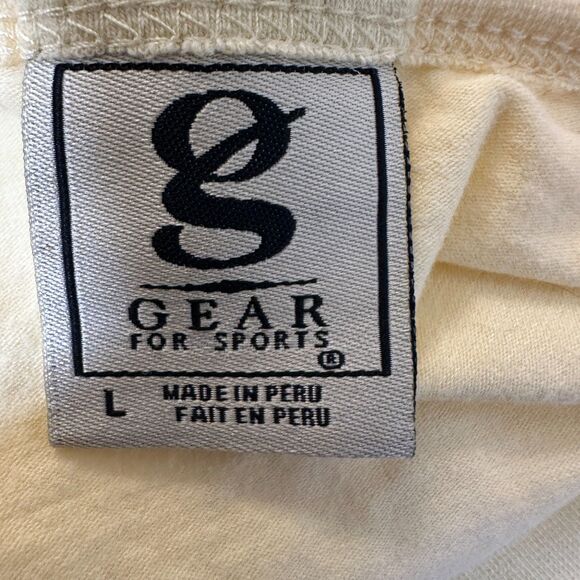 g
GEAR
FOR SPORTS
®
L MADE IN PERU
FAIT EN PERU